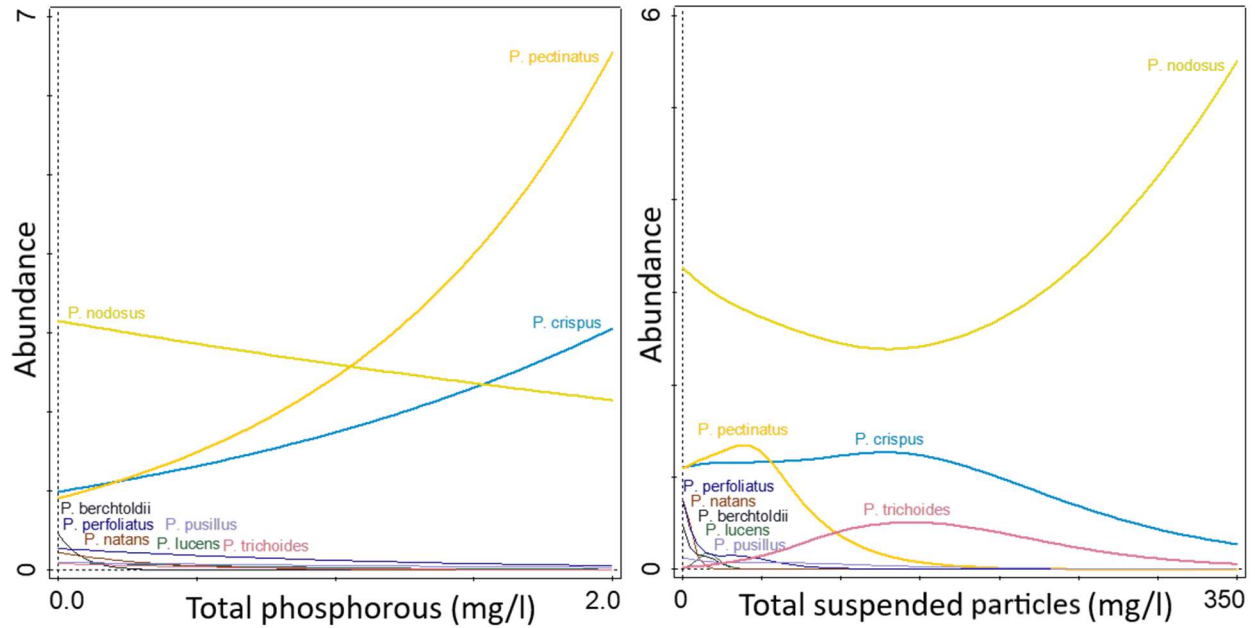 7
P. pectinatus
P. nodosus
P. crispus
Abundance
P. berchtoldii
P. perfoliatus P. pusillus
P. natans P. lucens P. trichoides
0
0.0 Total phosphorous (mg/l) 2.0
6
P. nodosus
Abundance
P. pectinatus
P. crispus
P. perfoliatus
P. natans
P. trichoides
P. berchtoldii
P. lucens
P. pusillus
0
0 Total suspended particles (mg/l) 350